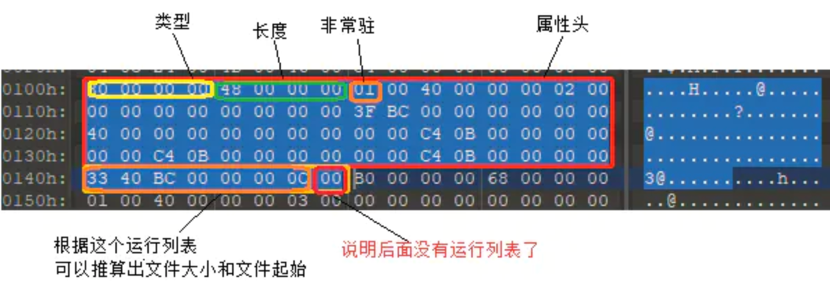 类型
长度
非常驻
属性头
0100h: 80 00 00 00 48 00 00 00 01 00 40 00 00 00 02 00 ....H.....@.....
0110h: 00 00 00 00 00 00 00 00 3F BC 00 00 00 00 00 00 ........?.......
0120h: 40 00 00 00 00 00 00 00 00 00 C4 0B 00 00 00 00 @...............
0130h: 00 00 C4 0B 00 00 00 00 00 00 C4 0B 00 00 00 00 ................
0140h: 33 40 BC 00 00 00 0C 00 B0 00 00 00 68 00 00 00 3@..........h...
0150h: 01 00 40 00 00 00 03 00 00 00 00 00 00 00 00 00 ..@.............
根据这个运行列表
可以推算出文件大小和文件起始
说明后面没有运行列表了